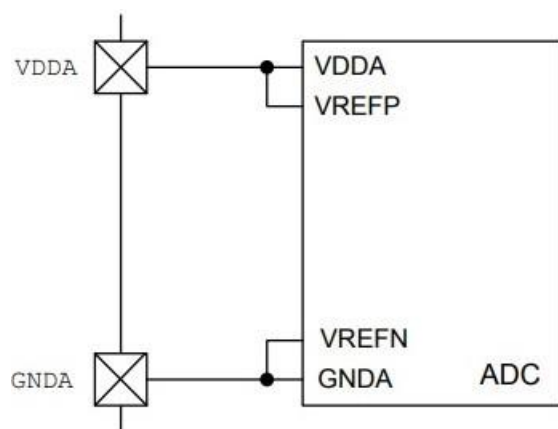 VDDA
VDDA
VREFP
VREFN
GNDA
GNDA
ADC